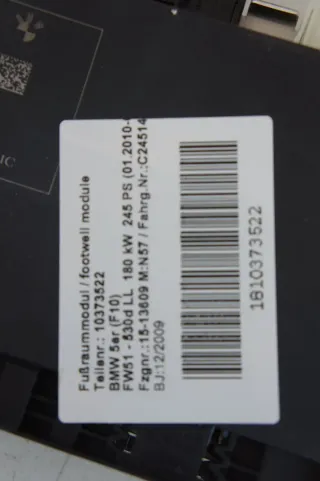 Fußraummodul / footwell module
Teilenr.: 10373522
BMW 5er (F10)
FW51 - 530d LL 180 kW 245 PS (01.2010-
Fzgnr.:15-13609 M:N57 / Fahrg.Nr.:C24514
BJ:12/2009
1810373522
IC